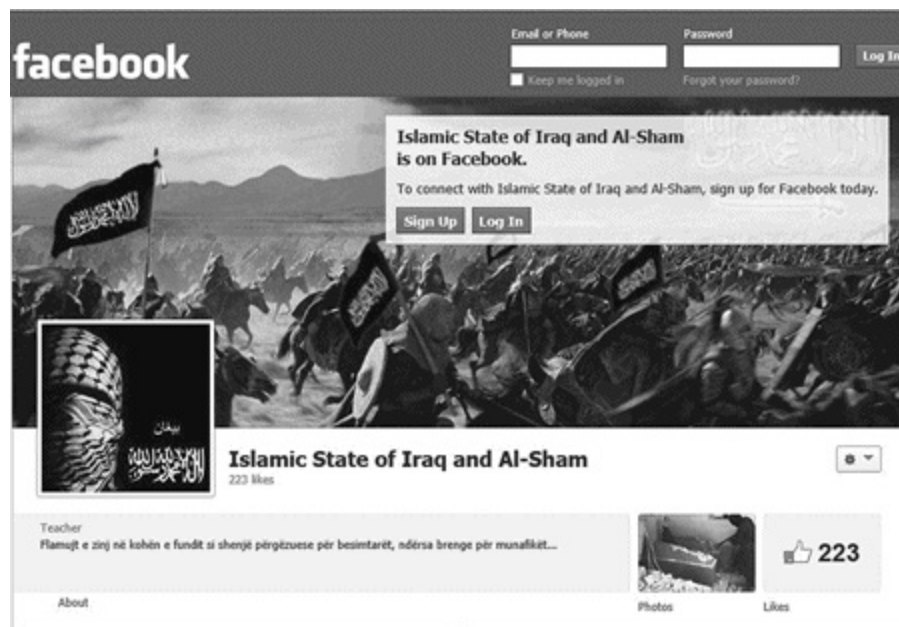 Email or Phone
Password
facebook
Log In
Keep me logged in
Forgot your password?
Islamic State of Iraq and Al-Sham
is on Facebook.
To connect with Islamic State of Iraq and Al-Sham, sign up for Facebook today.
Sign Up
Log In
Islamic State of Iraq and Al-Sham
223 likes
Teacher
Flamujt e zinj në kohën e fundit si shenjë përgëzuese për besimtarët, ndërsa brenge për munafikët...
223
About
Photos
Likes